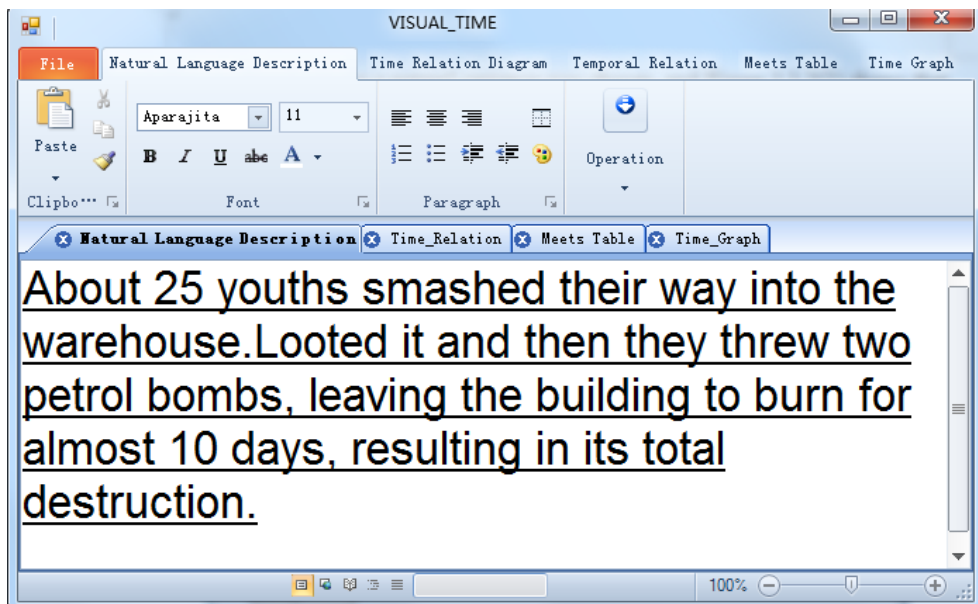 VISUAL_TIME
File Natural Language Description Time Relation Diagram Temporal Relation Meets Table Time Graph
Aparajita 11
Paste B I U abc A Operation
Clipbo... Font Paragraph
Natural Language Description Time_Relation Meets Table Time_Graph
About 25 youths smashed their way into the
warehouse.Looted it and then they threw two
petrol bombs, leaving the building to burn for
almost 10 days, resulting in its total
destruction.
100%